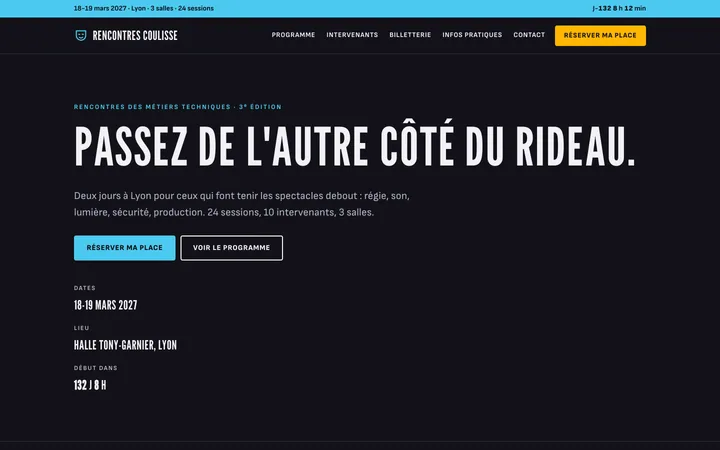 18–19 mars 2027 · Lyon · 3 salles · 24 sessions
J–132 8 h 12 min
RENCONTRES COULISSE
PROGRAMME
INTERVENANTS
BILLETTERIE
INFOS PRATIQUES
CONTACT
RÉSERVER MA PLACE
RENCONTRES DES MÉTIERS TECHNIQUES · 3ᵉ ÉDITION
PASSEZ DE L'AUTRE CÔTÉ DU RIDEAU.
Deux jours à Lyon pour ceux qui font tenir les spectacles debout : régie, son,
lumière, sécurité, production. 24 sessions, 10 intervenants, 3 salles.
RÉSERVER MA PLACE
VOIR LE PROGRAMME
DATES
18-19 MARS 2027
LIEU
HALLE TONY-GARNIER, LYON
DÉBUT DANS
132 J 8 H